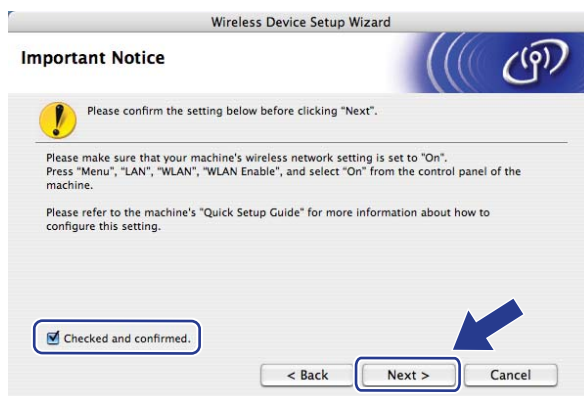 Wireless Device Setup Wizard
Important Notice
Please confirm the setting below before clicking "Next".
Please make sure that your machine's wireless network setting is set to "On".
Press "Menu", "LAN", "WLAN", "WLAN Enable", and select "On" from the control panel of the
machine.
Please refer to the machine's "Quick Setup Guide" for more information about how to
configure this setting.
Checked and confirmed.
< Back Next > Cancel